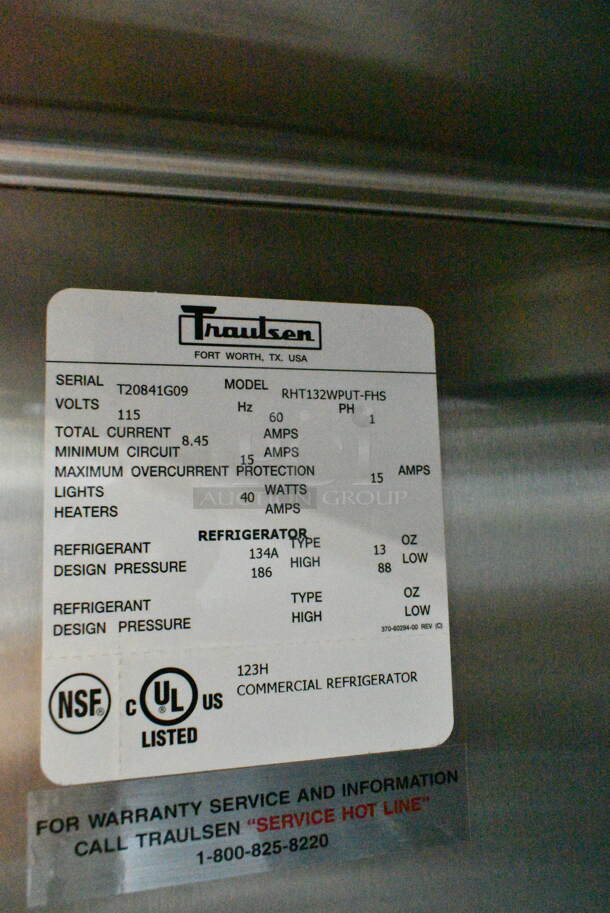 Traulsen
FORT WORTH, TX. USA
SERIAL T20841G09 MODEL RHT132WPUT-FHS
VOLTS 115 Hz 60 PH 1
TOTAL CURRENT 8.45 AMPS
MINIMUM CIRCUIT 15 AMPS
MAXIMUM OVERCURRENT PROTECTION 15 AMPS
LIGHTS 40 WATTS
HEATERS AMPS
REFRIGERATOR
REFRIGERANT 134A TYPE 13 OZ
DESIGN PRESSURE 186 HIGH 88 LOW
REFRIGERANT TYPE OZ
DESIGN PRESSURE HIGH LOW
370-60294-00 REV (C)
NSF®
C UL® US
LISTED
123H
COMMERCIAL REFRIGERATOR
AUCTION GROUP
FOR WARRANTY SERVICE AND INFORMATION
CALL TRAULSEN "SERVICE HOT LINE"
1-800-825-8220